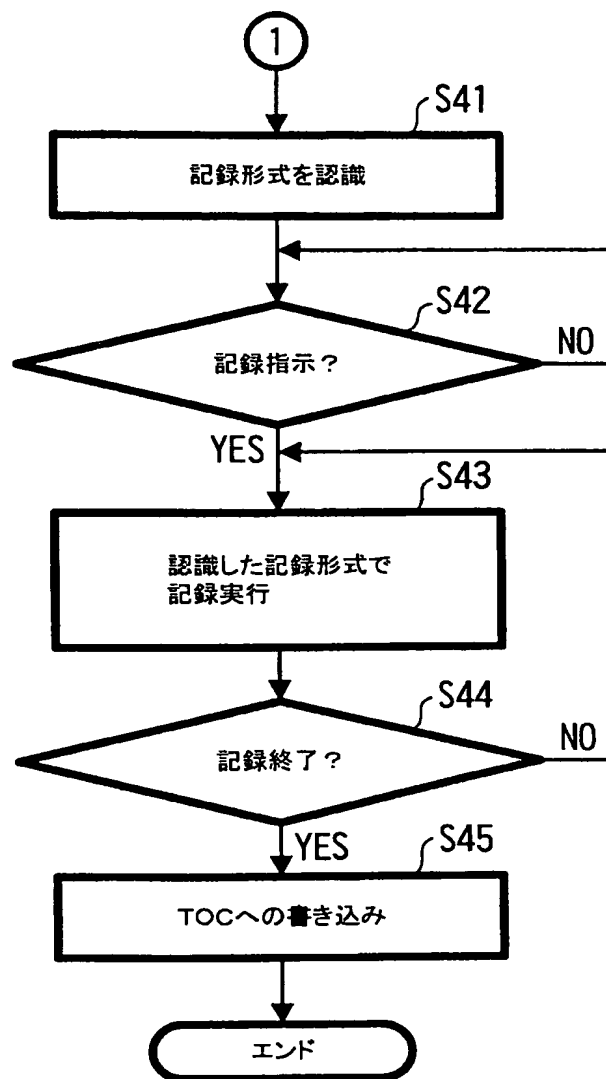 1
S41
記録形式を認識
S42
記録指示？
NO
YES
S43
認識した記録形式で
記録実行
S44
記録終了？
NO
YES
S45
TOCへの書き込み
エンド